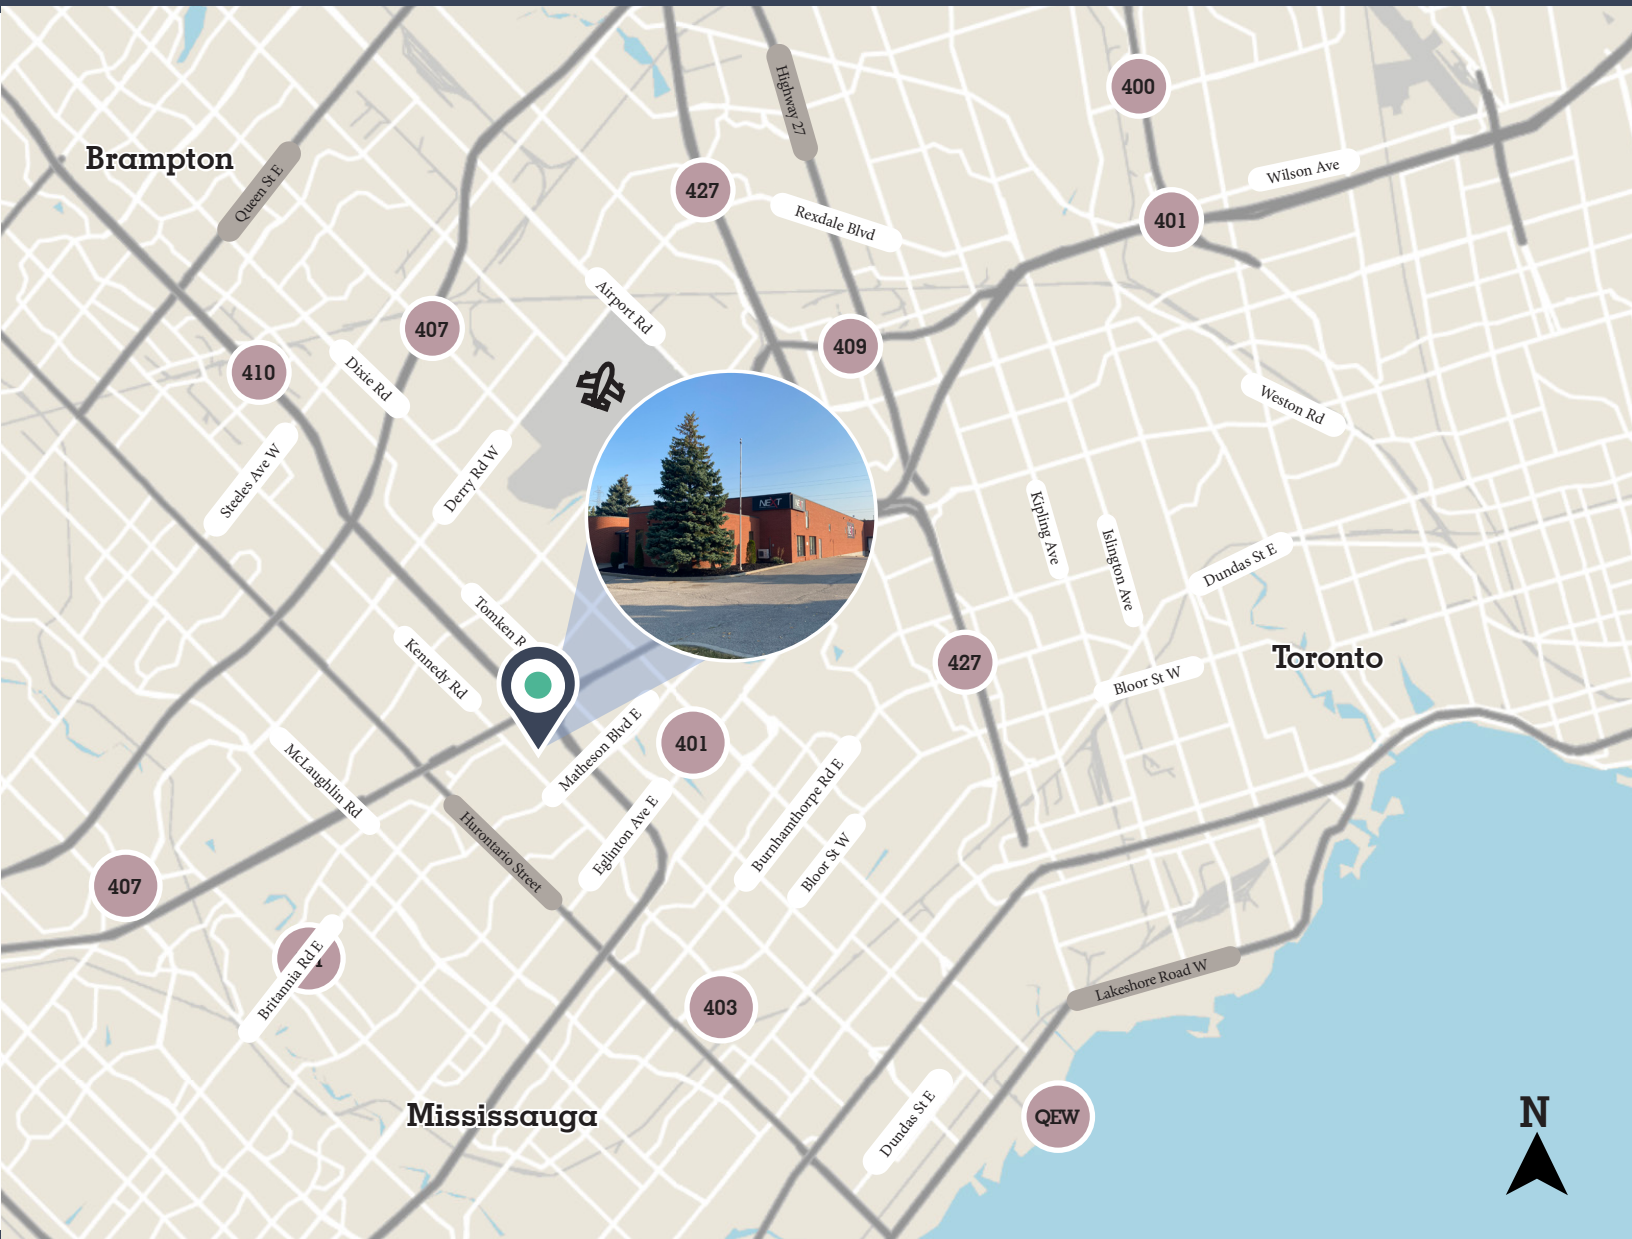 400
Highway 27
Brampton
Queen St E
427
Wilson Ave
401
Rexdale Blvd
Airport Rd
407
409
410
Dixie Rd
Weston Rd
Steeles Ave W
Derry Rd W
NEXT
Kipling Ave
Islington Ave
Dundas St E
Tomken R
Kennedy Rd
427
Toronto
Bloor St W
401
Matheson Blvd E
McLaughlin Rd
Hurontario Street
Eglinton Ave E
Burnhamthorpe Rd E
Bloor St W
407
Britannia Rd E
403
Lakeshore Road W
Mississauga
Dundas St E
QEW
N